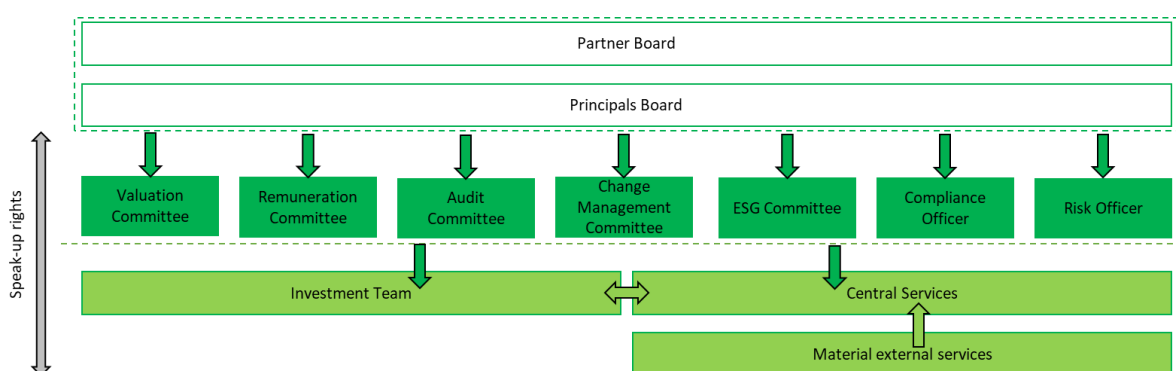 Partner Board
Principals Board
Speak-up rights
Valuation
Committee
Remuneration
Committee
Audit
Committee
Change
Management
Committee
ESG Committee
Compliance
Officer
Risk Officer
Investment Team
Central Services
Material external services